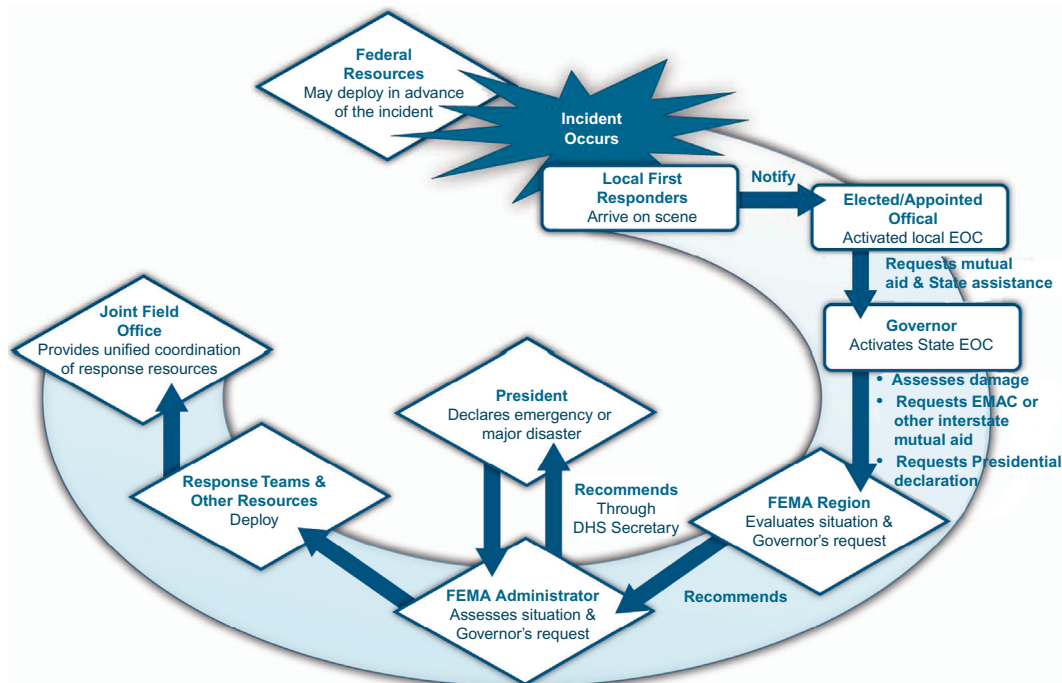 Federal
Resources
May deploy in advance
of the incident
Incident
Occurs
Local First
Responders
Arrive on scene
Notify
Elected/Appointed
Offical
Activated local EOC
Requests mutual
aid & State assistance
Governor
Activates State EOC
• Assesses damage
• Requests EMAC or
other interstate
mutual aid
• Requests Presidential
declaration
FEMA Region
Evaluates situation &
Governor's request
Recommends
FEMA Administrator
Assesses situation &
Governor's request
Recommends
Through
DHS Secretary
President
Declares emergency or
major disaster
Response Teams &
Other Resources
Deploy
Joint Field
Office
Provides unified coordination
of response resources